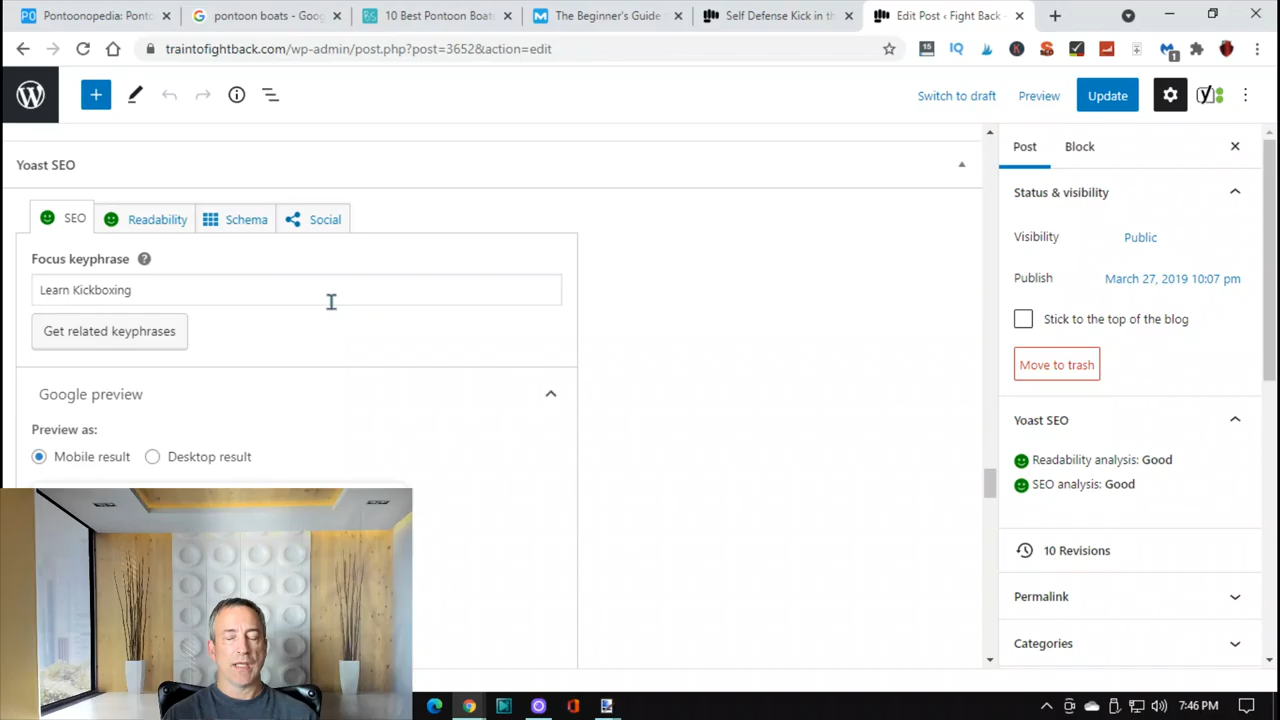 Pontoonopedia: Pont
pontoon boats - Goog
10 Best Pontoon Boat
The Beginner's Guide
Self Defense Kick in th
Edit Post ‹ Fight Back -
traintofightback.com/wp-admin/post.php?post=3652&action=edit
Switch to draft
Preview
Update
Yoast SEO
SEO
Readability
Schema
Social
Focus keyphrase
Learn Kickboxing
Get related keyphrases
Google preview
Preview as:
Mobile result
Desktop result
Post
Block
Status & visibility
Visibility
Public
Publish
March 27, 2019 10:07 pm
Stick to the top of the blog
Move to trash
Yoast SEO
Readability analysis: Good
SEO analysis: Good
10 Revisions
Permalink
Categories
7:46 PM